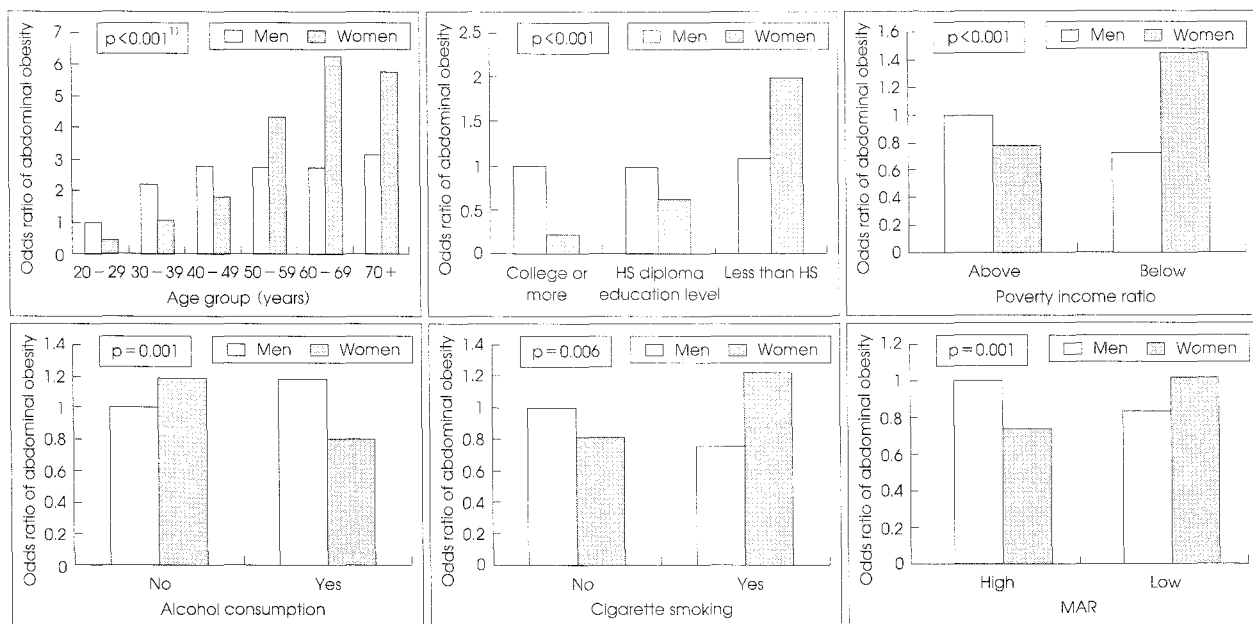 Odds ratio of abdominal obesity
7
6
5
4
3
2
1
0
p<0.001¹⁾
Men Women
20-29 30-39 40-49 50-59 60-69 70+
Age group (years)
Odds ratio of abdominal obesity
2.5
2
1.5
1
0.5
0
p<0.001
Men Women
College or more HS diploma Less than HS
education level
Odds ratio of abdominal obesity
1.6
1.4
1.2
1
0.8
0.6
0.4
0.2
0
p<0.001
Men Women
Above Below
Poverty income ratio
Odds ratio of abdominal obesity
1.4
1.2
1
0.8
0.6
0.4
0.2
0
p=0.001
Men Women
No Yes
Alcohol consumption
Odds ratio of abdominal obesity
1.4
1.2
1
0.8
0.6
0.4
0.2
0
p=0.006
Men Women
No Yes
Cigarette smoking
Odds ratio of abdominal obesity
1.2
1
0.8
0.6
0.4
0.2
0
p=0.001
Men Women
High Low
MAR